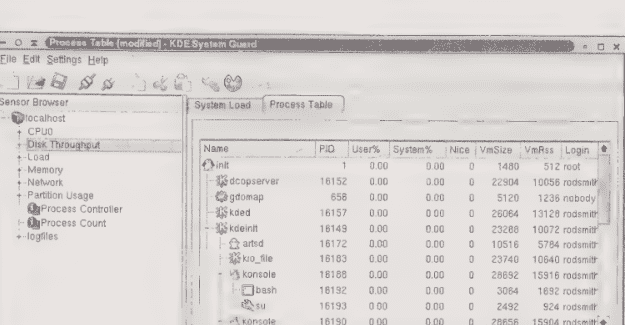 Process Table [modified] - KDE System Guard
File Edit Settings Help
Sensor Browser
localhost
CPU0
Disk Throughput
Load
Memory
Network
Partition Usage
Process Controller
Process Count
logfiles
System Load Process Table
Name PID User% System% Nice VmSize VmRss Login
init 1 0.00 0.00 0 1480 512 root
dcopserver 16152 0.00 0.00 0 22904 10056 rodsmith
gdomap 658 0.00 0.00 0 5120 1236 nobody
kded 16157 0.00 0.00 0 26064 13128 rodsmith
kdeinit 16149 0.00 0.00 0 23288 10072 rodsmith
artsd 16172 0.00 0.00 0 10516 5784 rodsmith
kio_file 16183 0.00 0.00 0 23740 10640 rodsmith
konsole 16188 0.00 0.00 0 28692 15916 rodsmith
bash 16192 0.00 0.00 0 3064 1692 rodsmith
su 16193 0.00 0.00 0 2492 924 rodsmith
konsole 16190 0.00 0.00 0 28656 15904 rodsmith